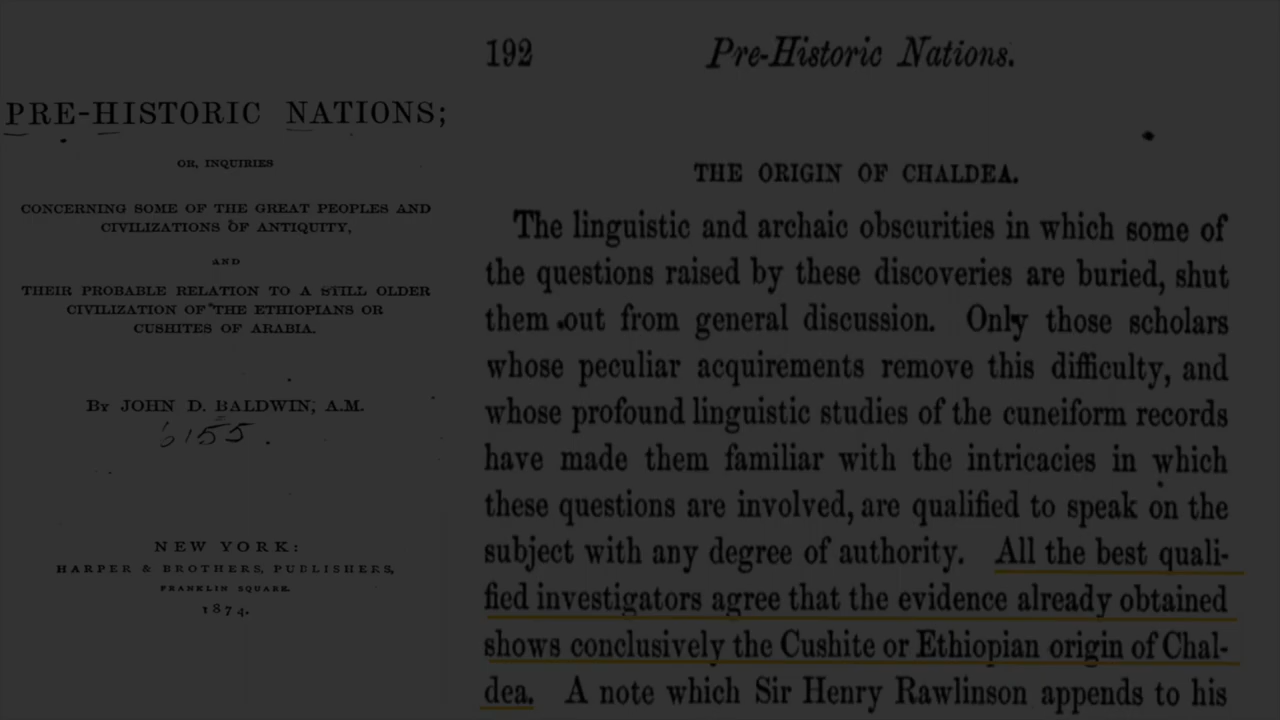 PRE-HISTORIC NATIONS;
OR, INQUIRIES
CONCERNING SOME OF THE GREAT PEOPLES AND
CIVILIZATIONS OF ANTIQUITY,
AND
THEIR PROBABLE RELATION TO A STILL OLDER
CIVILIZATION OF THE ETHIOPIANS OR
CUSHITES OF ARABIA.
BY JOHN D. BALDWIN, A.M.
6155.
NEW YORK:
HARPER & BROTHERS, PUBLISHERS,
FRANKLIN SQUARE.
1874.
192 Pre-Historic Nations.
THE ORIGIN OF CHALDEA.
The linguistic and archaic obscurities in which some of
the questions raised by these discoveries are buried, shut
them out from general discussion. Only those scholars
whose peculiar acquirements remove this difficulty, and
whose profound linguistic studies of the cuneiform records
have made them familiar with the intricacies in which
these questions are involved, are qualified to speak on the
subject with any degree of authority. All the best quali-
fied investigators agree that the evidence already obtained
shows conclusively the Cushite or Ethiopian origin of Chal-
dea. A note which Sir Henry Rawlinson appends to his